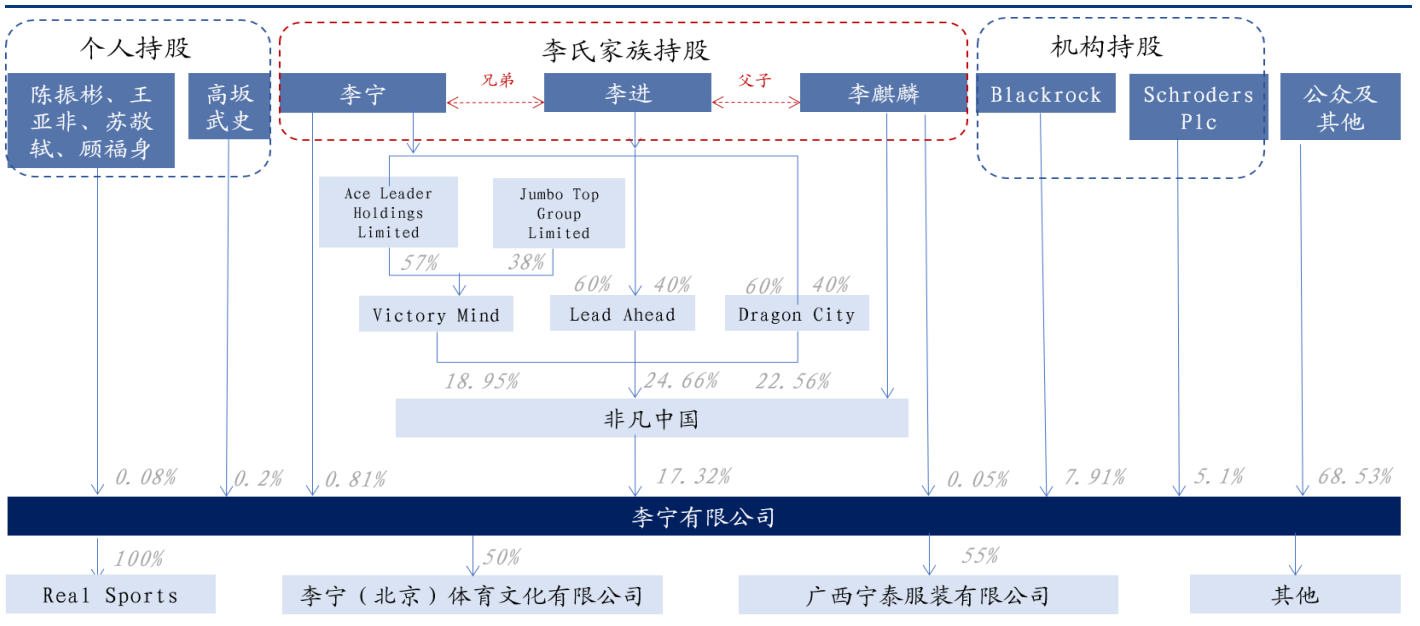 个人持股
李氏家族持股
机构持股
陈振彬、王
亚非、苏敬
轼、顾福身
高坂
武史
李宁
兄弟
李进
父子
李麒麟
Blackrock
Schroders
Plc
公众及
其他
Ace Leader
Holdings
Limited
Jumbo Top
Group
Limited
57%
38%
60%
40%
60%
40%
Victory Mind
Lead Ahead
Dragon City
18.95%
24.66%
22.56%
非凡中国
0.08%
0.2%
0.81%
17.32%
0.05%
7.91%
5.1%
68.53%
李宁有限公司
100%
50%
55%
Real Sports
李宁（北京）体育文化有限公司
广西宁泰服装有限公司
其他